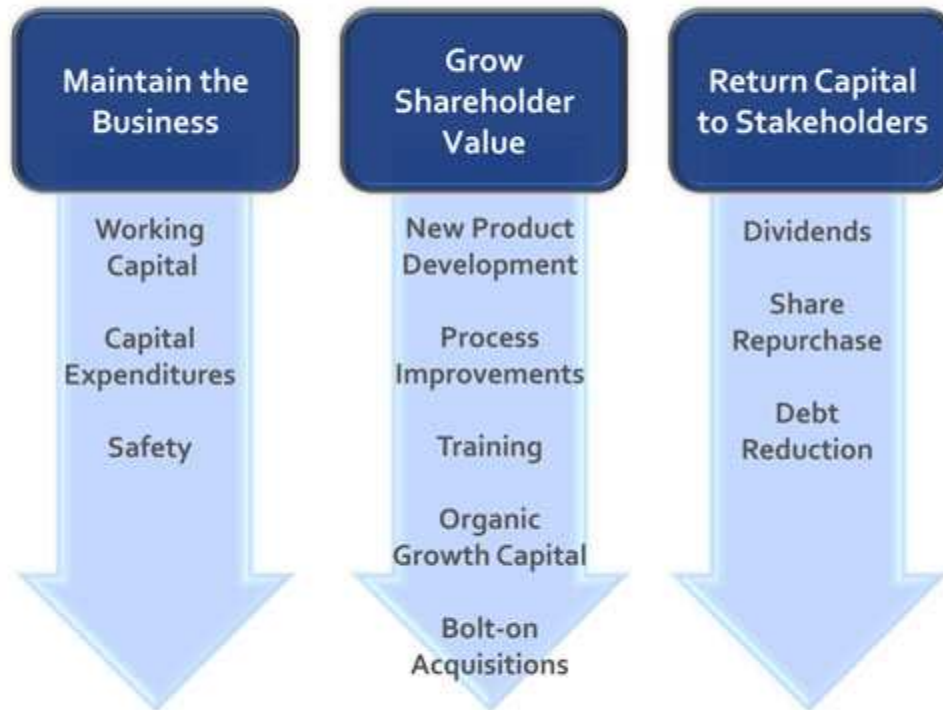 Maintain the
Business
Working
Capital
Capital
Expenditures
Safety
Grow
Shareholder
Value
New Product
Development
Process
Improvements
Training
Organic
Growth Capital
Bolt-on
Acquisitions
Return Capital
to Stakeholders
Dividends
Share
Repurchase
Debt
Reduction